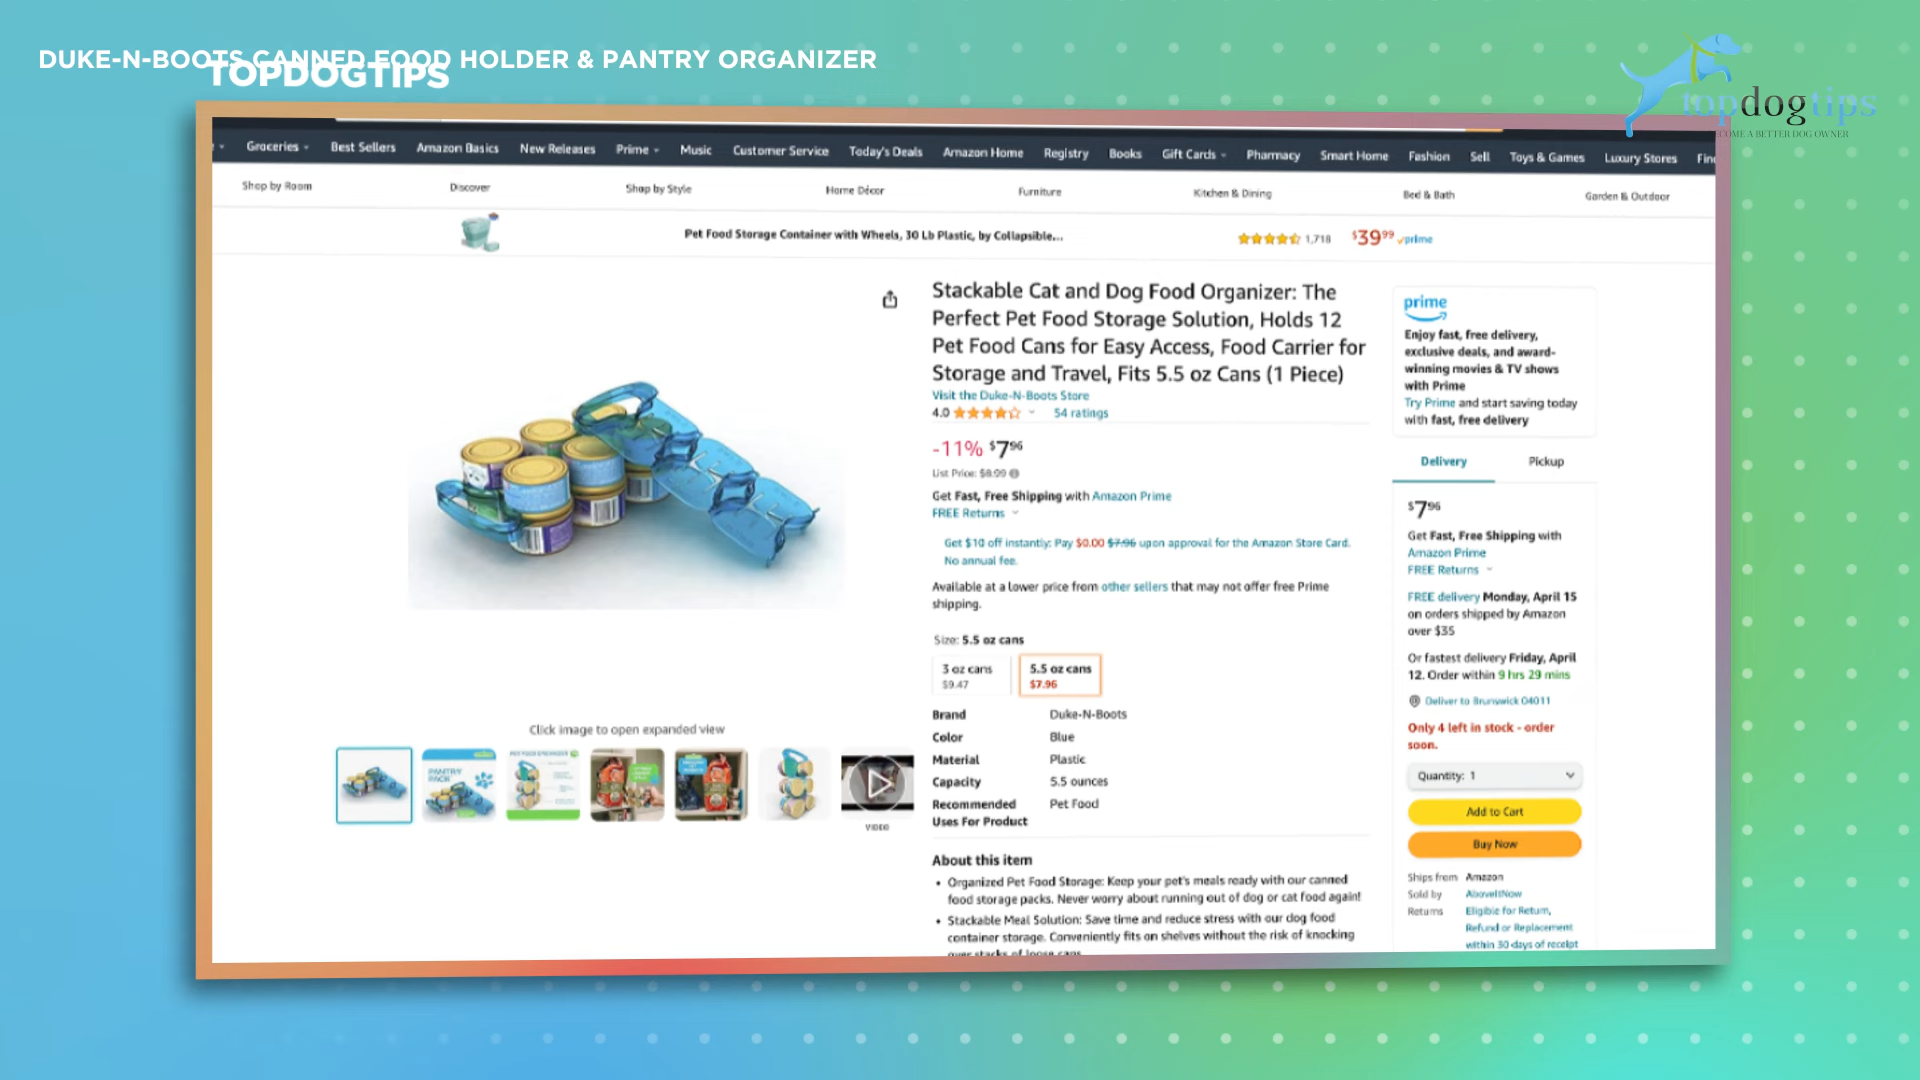 DUKE-N-BOOTS CANNED FOOD HOLDER & PANTRY ORGANIZER
TOPDOGTIPS
topdogtips
BECOME A BETTER DOG OWNER
Groceries
Best Sellers
Amazon Basics
New Releases
Prime
Music
Customer Service
Today's Deals
Amazon Home
Registry
Books
Gift Cards
Pharmacy
Smart Home
Fashion
Sell
Toys & Games
Luxury Stores
Shop by Room
Discover
Shop by Style
Home Décor
Furniture
Kitchen & Dining
Bed & Bath
Garden & Outdoor
Pet Food Storage Container with Wheels, 30 Lb Plastic, by Collapsible...
1,718
$39.99
prime
Stackable Cat and Dog Food Organizer: The
Perfect Pet Food Storage Solution, Holds 12
Pet Food Cans for Easy Access, Food Carrier for
Storage and Travel, Fits 5.5 oz Cans (1 Piece)
Visit the Duke-N-Boots Store
4.0
54 ratings
-11% $7.96
List Price: $8.99
Get Fast, Free Shipping with Amazon Prime
FREE Returns
Get $10 off instantly: Pay $0.00 $7.96 upon approval for the Amazon Store Card.
No annual fee.
Available at a lower price from other sellers that may not offer free Prime
shipping.
Size: 5.5 oz cans
3 oz cans
$9.47
5.5 oz cans
$7.96
Brand Duke-N-Boots
Color Blue
Material Plastic
Capacity 5.5 ounces
Recommended Pet Food
Uses For Product
About this item
• Organized Pet Food Storage: Keep your pet's meals ready with our canned
food storage packs. Never worry about running out of dog or cat food again!
• Stackable Meal Solution: Save time and reduce stress with our dog food
container storage. Conveniently fits on shelves without the risk of knocking
over stacks of loose cans
Click image to open expanded view
PANTRY
PACK
VIDEO
prime
Enjoy fast, free delivery,
exclusive deals, and award-
winning movies & TV shows
with Prime
Try Prime and start saving today
with fast, free delivery
Delivery
Pickup
$7.96
Get Fast, Free Shipping with
Amazon Prime
FREE Returns
FREE delivery Monday, April 15
on orders shipped by Amazon
over $35
Or fastest delivery Friday, April
12. Order within 9 hrs 29 mins
Deliver to Brunswick 04011
Only 4 left in stock - order
soon.
Quantity: 1
Add to Cart
Buy Now
Ships from Amazon
Sold by AboveItNow
Returns Eligible for Return,
Refund or Replacement
within 30 days of receipt